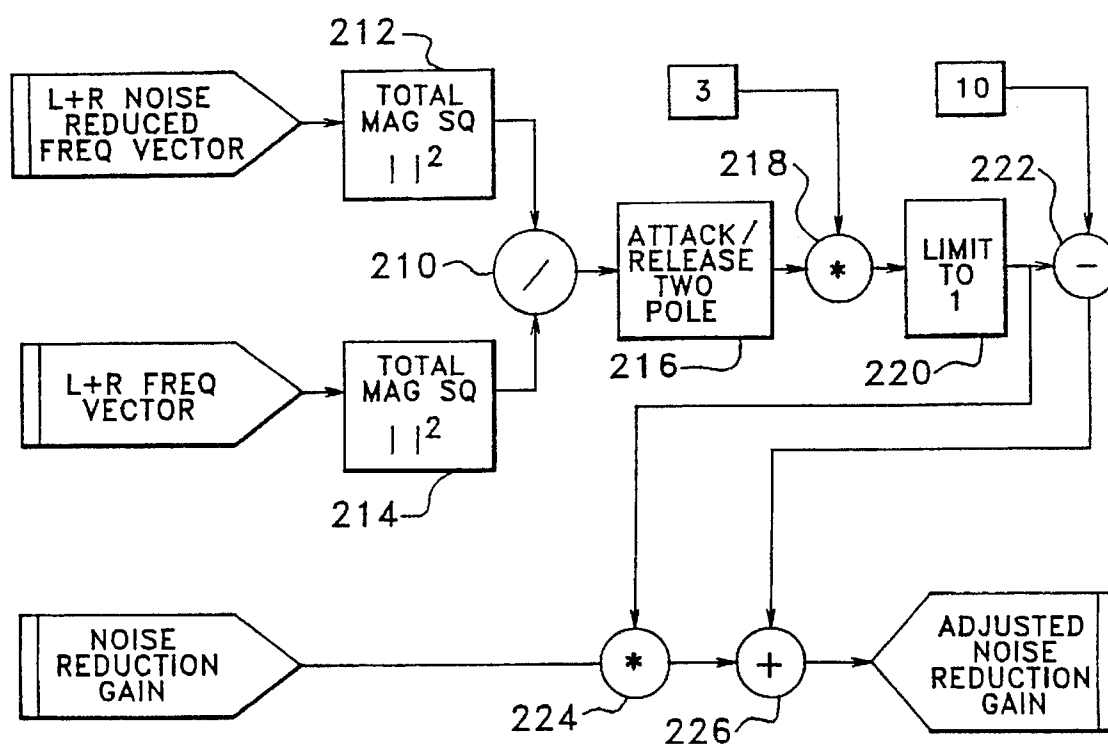 212
L+R NOISE
REDUCED
FREQ VECTOR
TOTAL
MAG SQ
| |²
3
10
218
222
210
/
ATTACK/
RELEASE
TWO
POLE
*
LIMIT
TO
1
-
216
220
L+R FREQ
VECTOR
TOTAL
MAG SQ
| |²
214
NOISE
REDUCTION
GAIN
*
+
ADJUSTED
NOISE
REDUCTION
GAIN
224
226